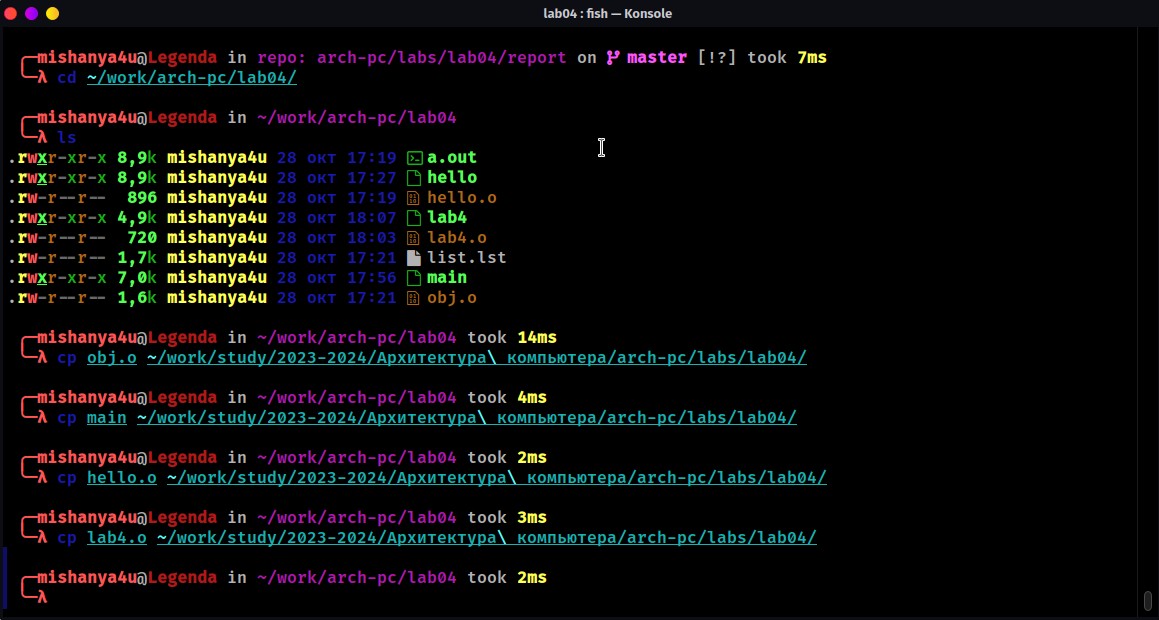 lab04 : fish — Konsole
mishanya4u@Legenda in repo: arch-pc/labs/lab04/report on master [!?] took 7ms
λ cd ~/work/arch-pc/lab04/
mishanya4u@Legenda in ~/work/arch-pc/lab04
λ ls
.rwxr-xr-x 8,9k mishanya4u 28 окт 17:19 a.out
.rwxr-xr-x 8,9k mishanya4u 28 окт 17:27 hello
.rw-r--r-- 896 mishanya4u 28 окт 17:19 hello.o
.rwxr-xr-x 4,9k mishanya4u 28 окт 18:07 lab4
.rw-r--r-- 720 mishanya4u 28 окт 18:03 lab4.o
.rw-r--r-- 1,7k mishanya4u 28 окт 17:21 list.lst
.rwxr-xr-x 7,0k mishanya4u 28 окт 17:56 main
.rw-r--r-- 1,6k mishanya4u 28 окт 17:21 obj.o
mishanya4u@Legenda in ~/work/arch-pc/lab04 took 14ms
λ cp obj.o ~/work/study/2023-2024/Архитектура\ компьютера/arch-pc/labs/lab04/
mishanya4u@Legenda in ~/work/arch-pc/lab04 took 4ms
λ cp main ~/work/study/2023-2024/Архитектура\ компьютера/arch-pc/labs/lab04/
mishanya4u@Legenda in ~/work/arch-pc/lab04 took 2ms
λ cp hello.o ~/work/study/2023-2024/Архитектура\ компьютера/arch-pc/labs/lab04/
mishanya4u@Legenda in ~/work/arch-pc/lab04 took 3ms
λ cp lab4.o ~/work/study/2023-2024/Архитектура\ компьютера/arch-pc/labs/lab04/
mishanya4u@Legenda in ~/work/arch-pc/lab04 took 2ms
λ